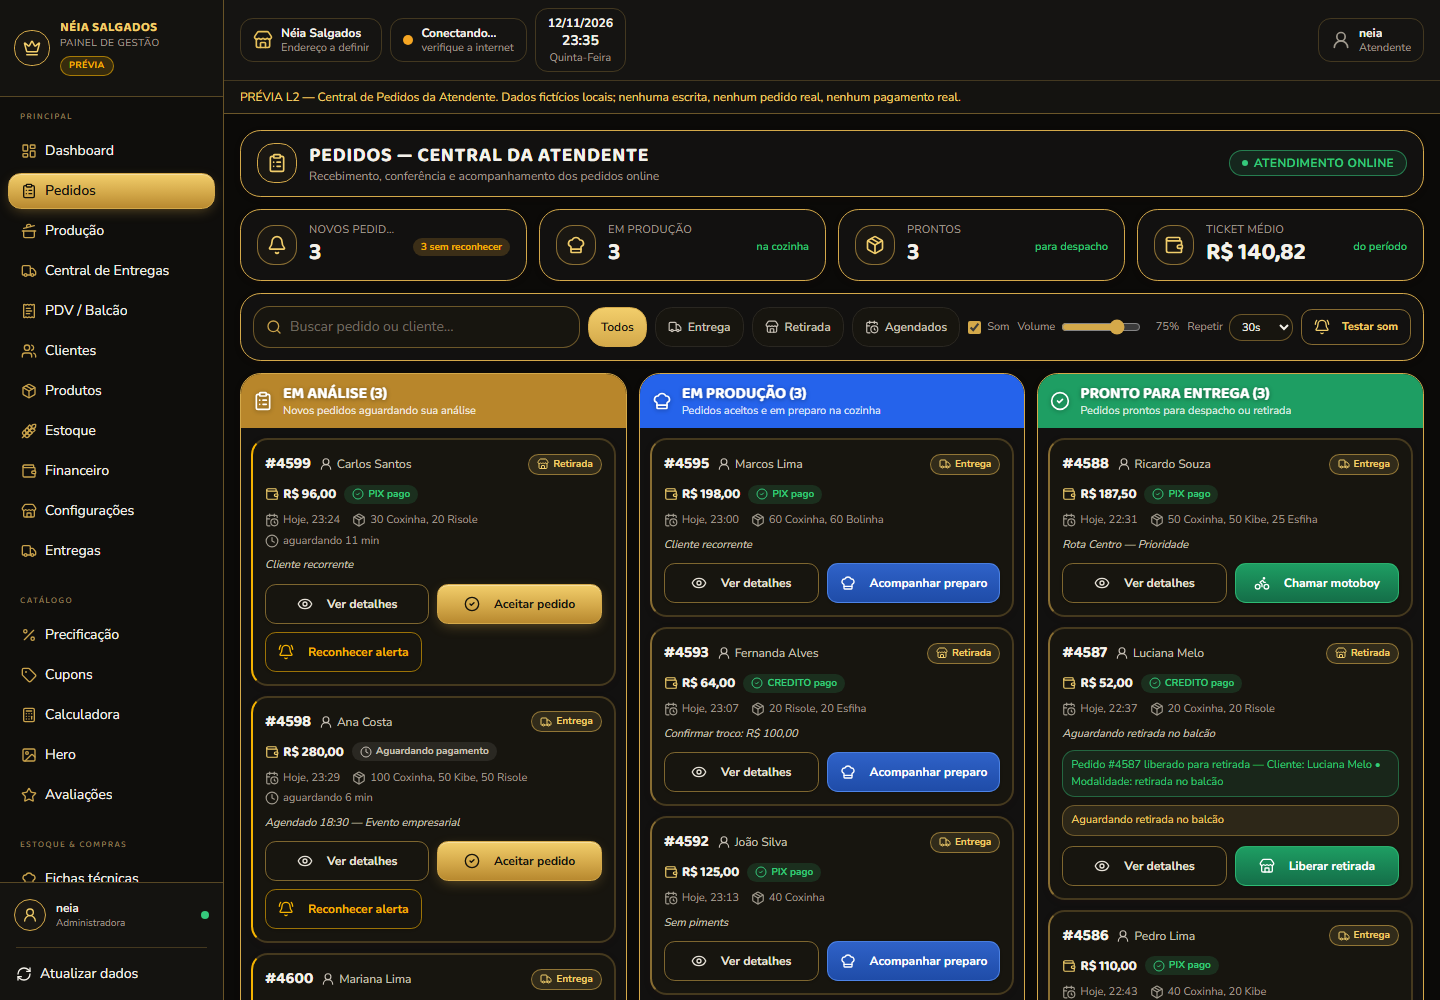 NÉIA SALGADOS
PAINEL DE GESTÃO
PRÉVIA
PRINCIPAL
Dashboard
Pedidos
Produção
Central de Entregas
PDV / Balcão
Clientes
Produtos
Estoque
Financeiro
Configurações
Entregas
CATÁLOGO
Precificação
Cupons
Calculadora
Hero
Avaliações
ESTOQUE & COMPRAS
Fichas técnicas
neia
Administradora
Atualizar dados
Néia Salgados
Endereço a definir
Conectando...
verifique a internet
12/11/2026
23:35
Quinta-Feira
neia
Atendente
PRÉVIA L2 — Central de Pedidos da Atendente. Dados fictícios locais; nenhuma escrita, nenhum pedido real, nenhum pagamento real.
PEDIDOS — CENTRAL DA ATENDENTE
Recebimento, conferência e acompanhamento dos pedidos online
ATENDIMENTO ONLINE
NOVOS PEDID...
3
3 sem reconhecer
EM PRODUÇÃO
3
na cozinha
PRONTOS
3
para despacho
TICKET MÉDIO
R$ 140,82
do período
Buscar pedido ou cliente...
Todos
Entrega
Retirada
Agendados
Som
Volume
75%
Repetir
30s
Testar som
EM ANÁLISE (3)
Novos pedidos aguardando sua análise
#4599 Carlos Santos
Retirada
R$ 96,00 PIX pago
Hoje, 23:24 30 Coxinha, 20 Risole
aguardando 11 min
Cliente recorrente
Ver detalhes
Aceitar pedido
Reconhecer alerta
#4598 Ana Costa
Entrega
R$ 280,00 Aguardando pagamento
Hoje, 23:29 100 Coxinha, 50 Kibe, 50 Risole
aguardando 6 min
Agendado 18:30 — Evento empresarial
Ver detalhes
Aceitar pedido
Reconhecer alerta
#4600 Mariana Lima
Entrega
EM PRODUÇÃO (3)
Pedidos aceitos e em preparo na cozinha
#4595 Marcos Lima
Entrega
R$ 198,00 PIX pago
Hoje, 23:00 60 Coxinha, 60 Bolinha
Cliente recorrente
Ver detalhes
Acompanhar preparo
#4593 Fernanda Alves
Retirada
R$ 64,00 CREDITO pago
Hoje, 23:07 20 Risole, 20 Esfiha
Confirmar troco: R$ 100,00
Ver detalhes
Acompanhar preparo
#4592 João Silva
Entrega
R$ 125,00 PIX pago
Hoje, 23:13 40 Coxinha
Sem piments
Ver detalhes
Acompanhar preparo
PRONTO PARA ENTREGA (3)
Pedidos prontos para despacho ou retirada
#4588 Ricardo Souza
Entrega
R$ 187,50 PIX pago
Hoje, 22:31 50 Coxinha, 50 Kibe, 25 Esfiha
Rota Centro — Prioridade
Ver detalhes
Chamar motoboy
#4587 Luciana Melo
Retirada
R$ 52,00 CREDITO pago
Hoje, 22:37 20 Coxinha, 20 Risole
Aguardando retirada no balcão
Pedido #4587 liberado para retirada — Cliente: Luciana Melo •
Modalidade: retirada no balcão
Aguardando retirada no balcão
Ver detalhes
Liberar retirada
#4586 Pedro Lima
Entrega
R$ 110,00 PIX pago
Hoje, 22:43 40 Coxinha, 20 Kibe